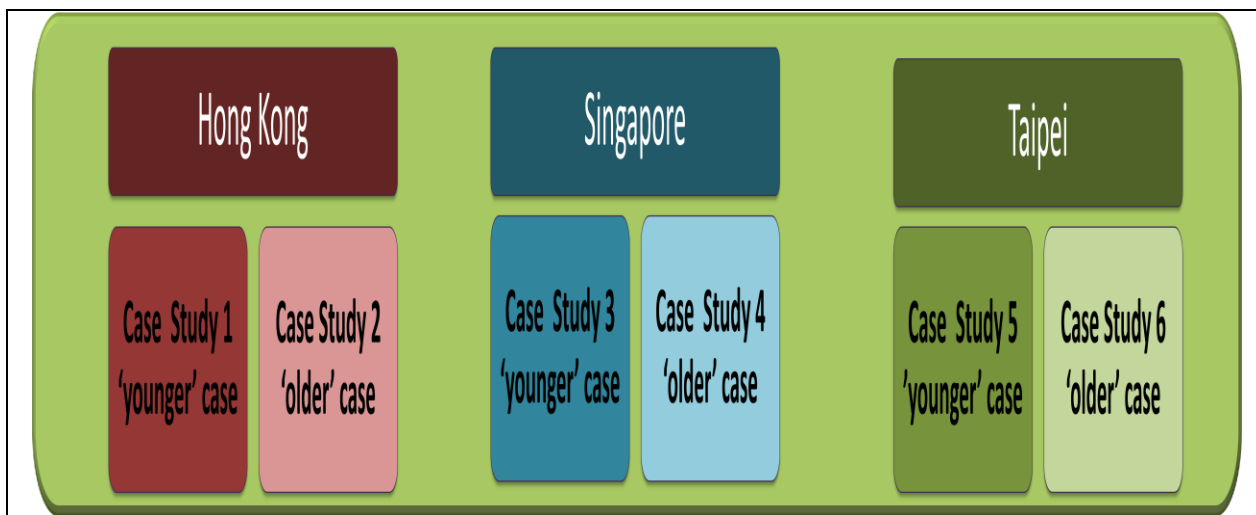 Hong Kong
Case Study 1
‘younger’ case
Case Study 2
‘older’ case
Singapore
Case Study 3
‘younger’ case
Case Study 4
‘older’ case
Taipei
Case Study 5
’younger’ case
Case Study 6
‘older’ case